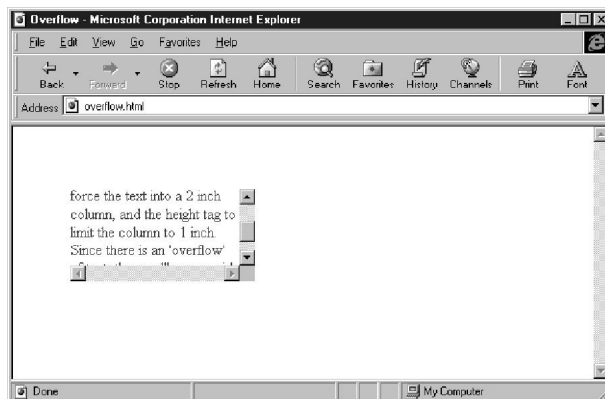 Overflow - Microsoft Corporation Internet Explorer
File Edit View Go Favorites Help
Back Forward Stop Refresh Home Search Favorites History Channels Print Font
Address overflow.html
force the text into a 2 inch
column, and the height tag to
limit the column to 1 inch.
Since there is an 'overflow'
Done My Computer